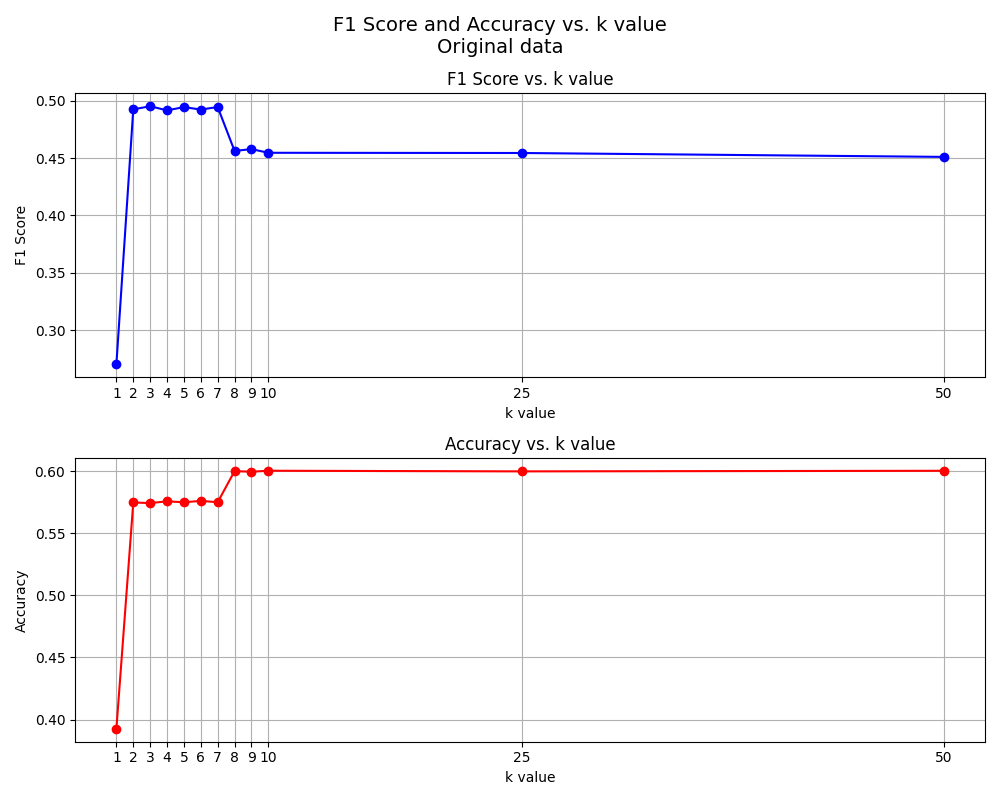 F1 Score and Accuracy vs. k value
Original data
F1 Score vs. k value
0.50
0.45
0.40
0.35
0.30
F1 Score
1 2 3 4 5 6 7 8 9 10 25 50
k value
Accuracy vs. k value
0.60
0.55
0.50
0.45
0.40
Accuracy
1 2 3 4 5 6 7 8 9 10 25 50
k value